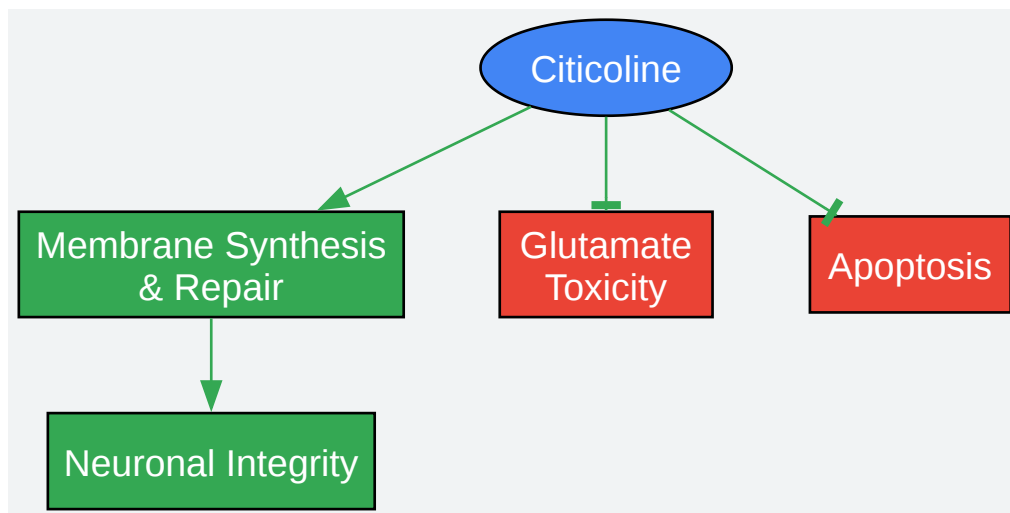 Citicoline
Membrane Synthesis
& Repair
Glutamate
Toxicity
Apoptosis
Neuronal Integrity